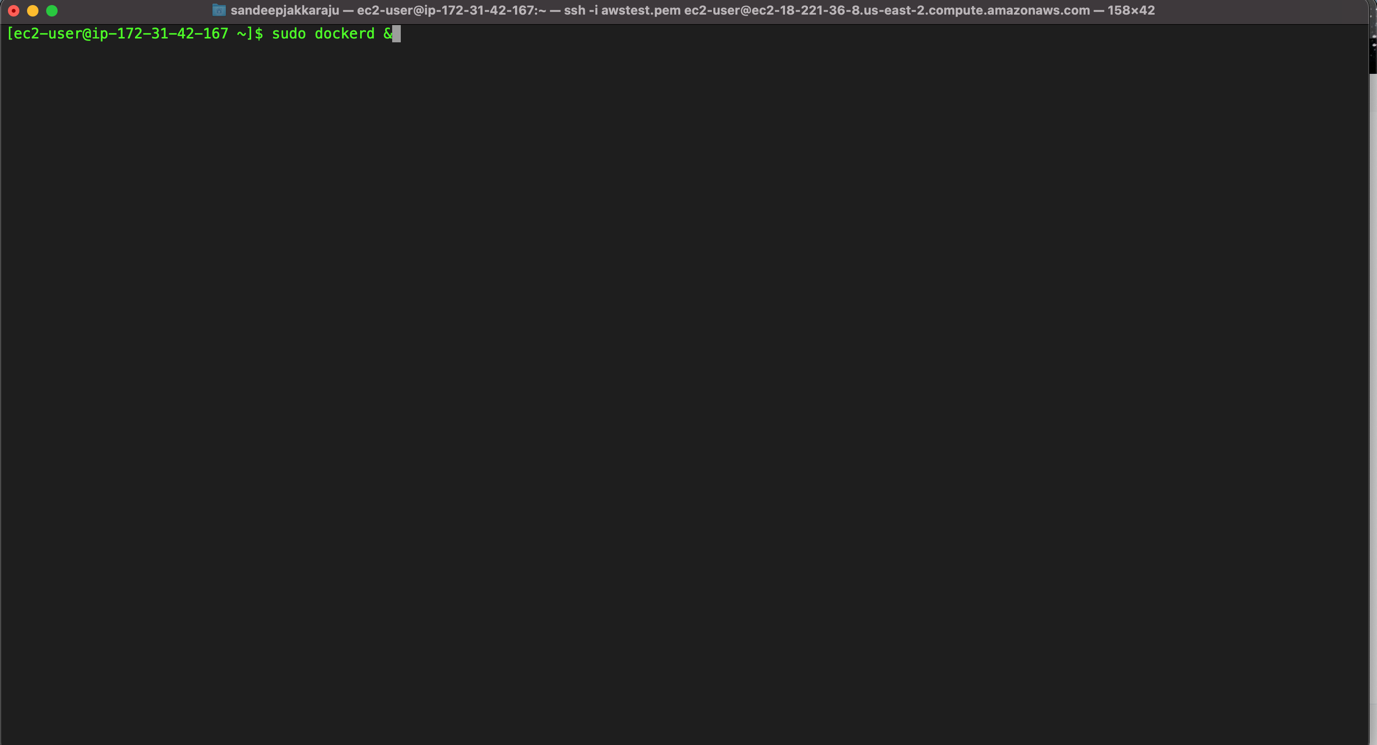 sandeepjakkaraju — ec2-user@ip-172-31-42-167:~ — ssh -i awstest.pem ec2-user@ec2-18-221-36-8.us-east-2.compute.amazonaws.com — 158×42
[ec2-user@ip-172-31-42-167 ~]$ sudo dockerd &